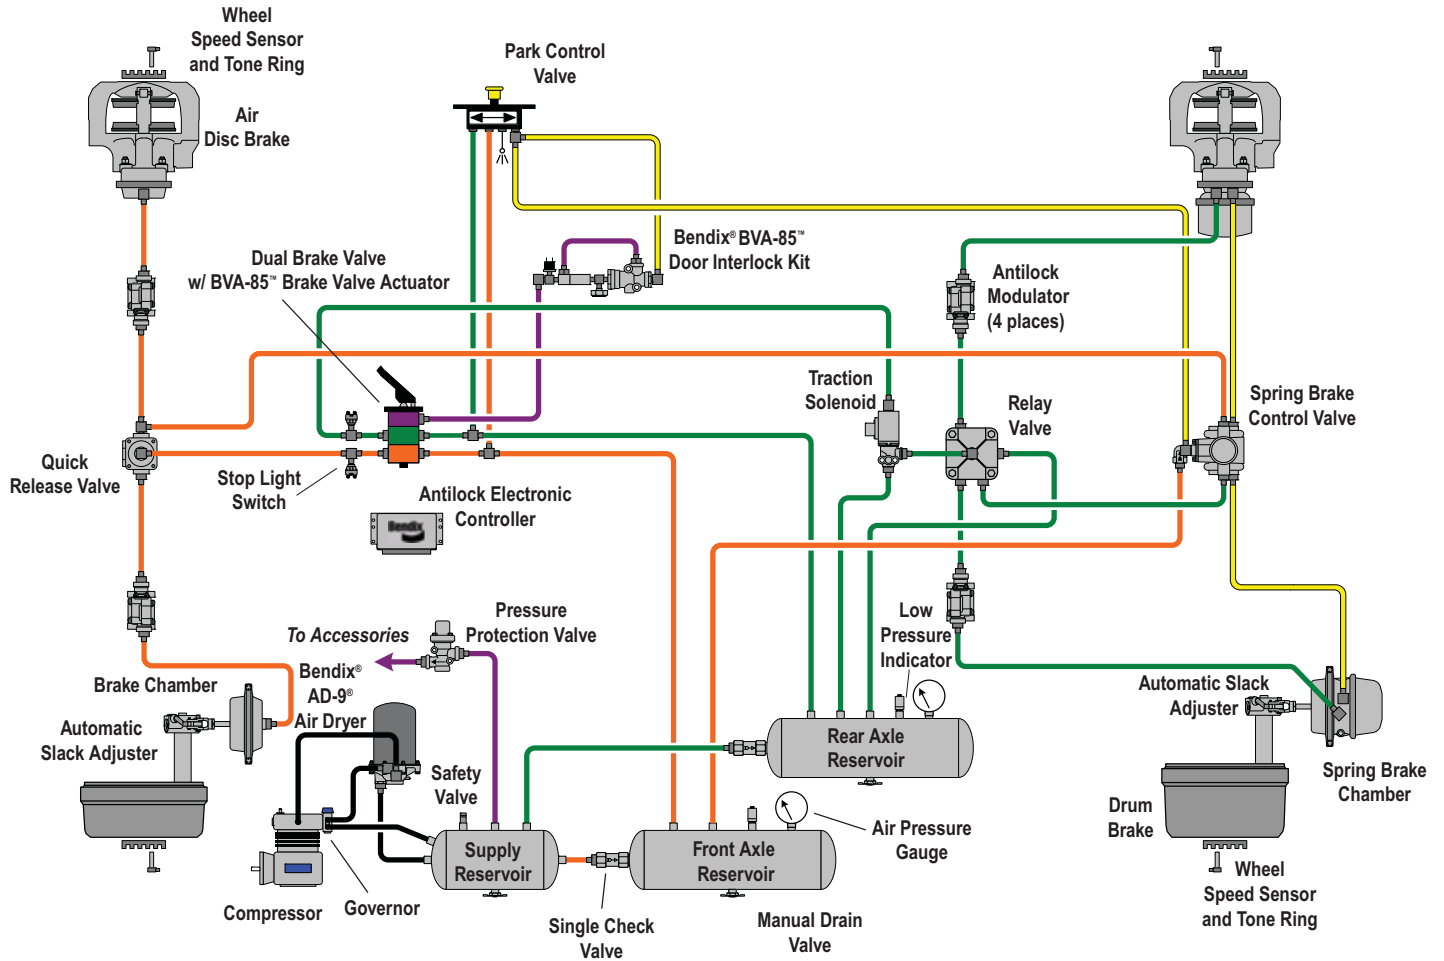 Wheel
Speed Sensor
and Tone Ring
Air
Disc Brake
Park Control
Valve
Dual Brake Valve
w/ BVA-85™ Brake Valve Actuator
Bendix® BVA-85™
Door Interlock Kit
Antilock
Modulator
(4 places)
Traction
Solenoid
Relay
Valve
Spring Brake
Control Valve
Quick
Release Valve
Stop Light
Switch
Antilock Electronic
Controller
Bendix
Pressure
Protection Valve
To Accessories
Low
Pressure
Indicator
Bendix®
AD-9®
Air Dryer
Brake Chamber
Automatic
Slack Adjuster
Automatic Slack
Adjuster
Safety
Valve
Rear Axle
Reservoir
Spring Brake
Chamber
Drum
Brake
Air Pressure
Gauge
Supply
Reservoir
Front Axle
Reservoir
Compressor
Governor
Single Check
Valve
Manual Drain
Valve
Wheel
Speed Sensor
and Tone Ring